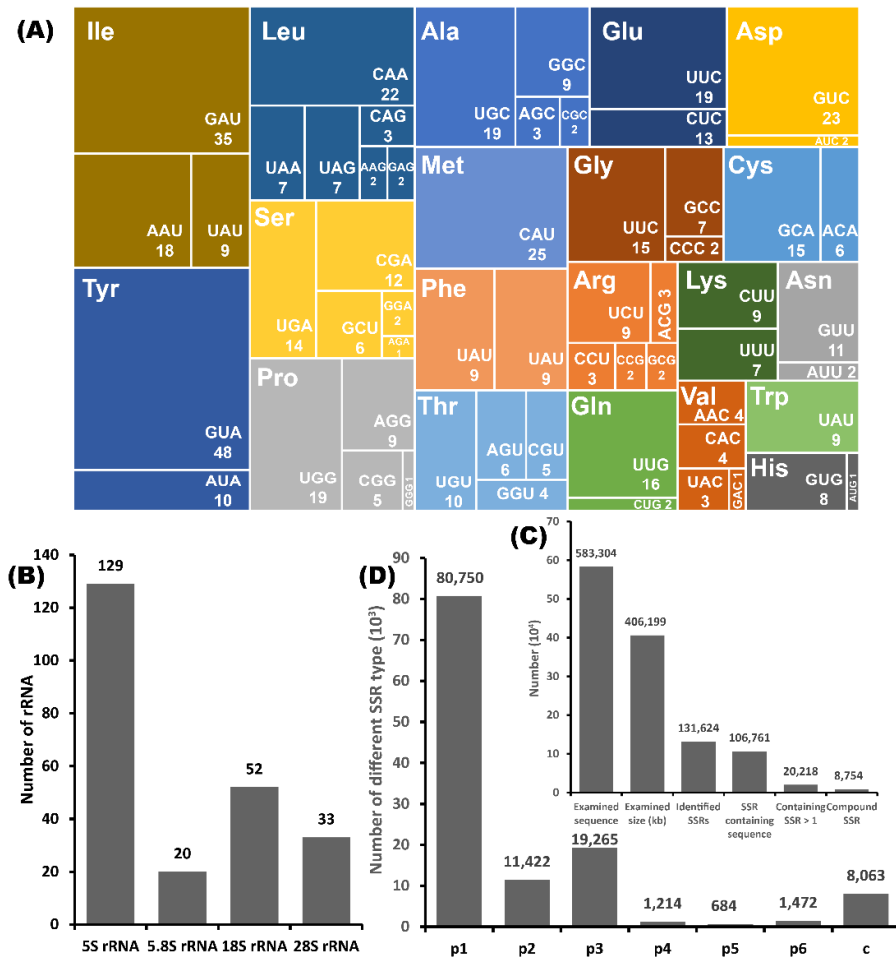 (A)
Ile
GAU
35
AAU
18
UAU
9
Tyr
GUA
48
AUA
10
Leu
CAA
22
UAA
7
UAG
7
CAG
3
AAG
2
GAG
2
Ser
UGA
14
CGA
12
GCU
6
GGA
2
AGA
1
Pro
UGG
19
AGG
9
CGG
5
GGG 1
Ala
UGC
19
GGC
9
AGC
3
CGC
2
Glu
UUC
19
CUC
13
Asp
GUC
23
AUC 2
Met
CAU
25
Gly
UUC
15
GCC
7
CCC 2
Cys
GCA
15
ACA
6
Phe
UAU
9
UAU
9
Arg
UCU
9
ACG 3
CCU
3
CCG
2
GCG
2
Lys
CUU
9
UUU
7
Asn
GUU
11
AUU 2
Thr
UGU
10
AGU
6
CGU
5
GGU 4
Gln
UUG
16
CUG 2
Val
AAC 4
CAC
4
UAC
3
GAC 1
Trp
UAU
9
His
GUG
8
AUG 1
(B)
Number of rRNA
140
120
100
80
60
40
20
0
129
20
52
33
5S rRNA
5.8S rRNA
18S rRNA
28S rRNA
(D)
Number of different SSR type (10³)
90
80
70
60
50
40
30
20
10
0
80,750
11,422
19,265
1,214
684
1,472
8,063
p1
p2
p3
p4
p5
p6
c
(C)
Number (10⁴)
70
60
50
40
30
20
10
0
583,304
406,199
131,624
106,761
20,218
8,754
Examined
sequence
Examined
size (kb)
Identified
SSRs
SSR
containing
sequence
Containing
SSR > 1
Compound
SSR